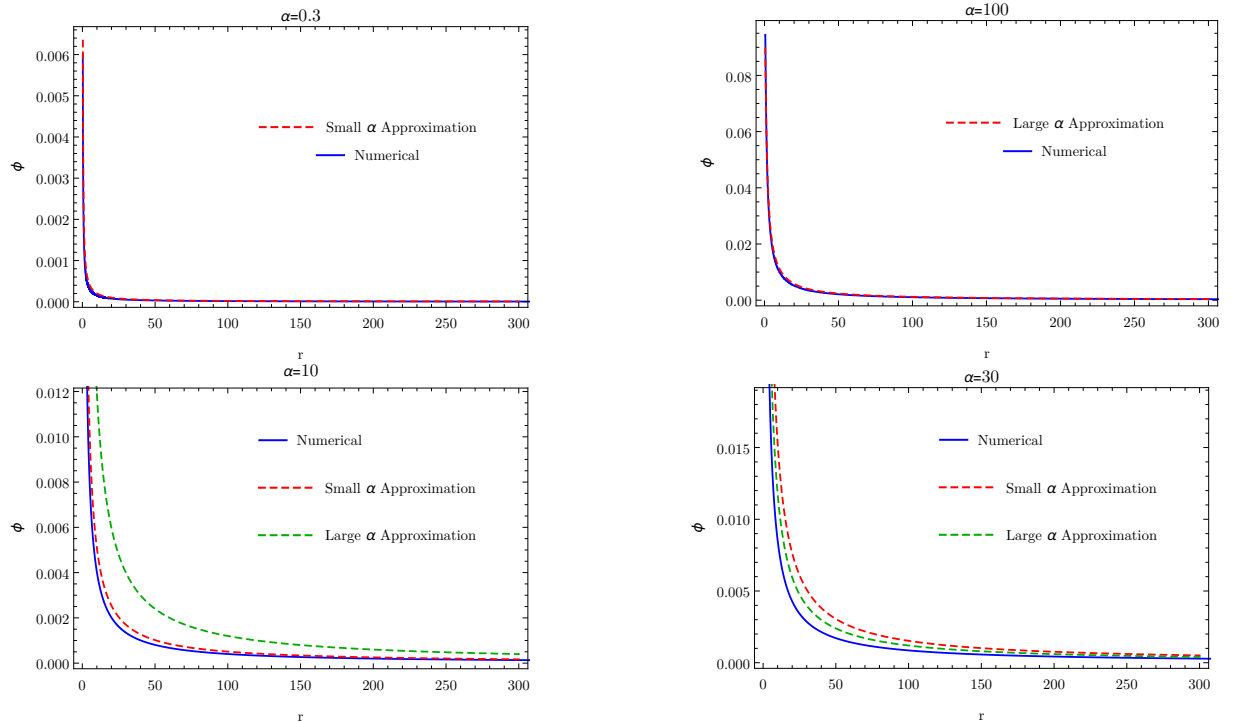 α=0.3
0.006
0.005
0.004
0.003
0.002
0.001
0.000
ϕ
Small α Approximation
Numerical
0
50
100
150
200
250
300
r
α=100
0.08
0.06
0.04
0.02
0.00
ϕ
Large α Approximation
Numerical
0
50
100
150
200
250
300
r
α=10
0.012
0.010
0.008
0.006
0.004
0.002
0.000
ϕ
Numerical
Small α Approximation
Large α Approximation
0
50
100
150
200
250
300
r
α=30
0.015
0.010
0.005
0.000
ϕ
Numerical
Small α Approximation
Large α Approximation
0
50
100
150
200
250
300
r